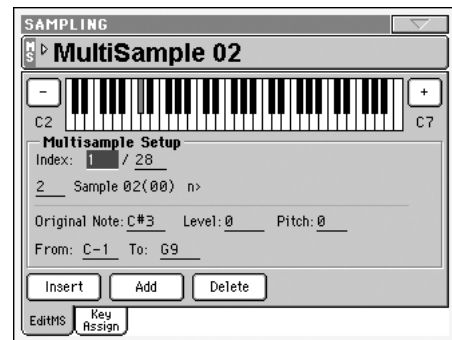 SAMPLING
MS MultiSample 02
- +
C2 C7
Multisample Setup
Index: 1 / 28
2 Sample 02(00) n>
Original Note: C#3 Level: 0 Pitch: 0
From: C-1 To: G9
Insert Add Delete
EditMS Key Assign